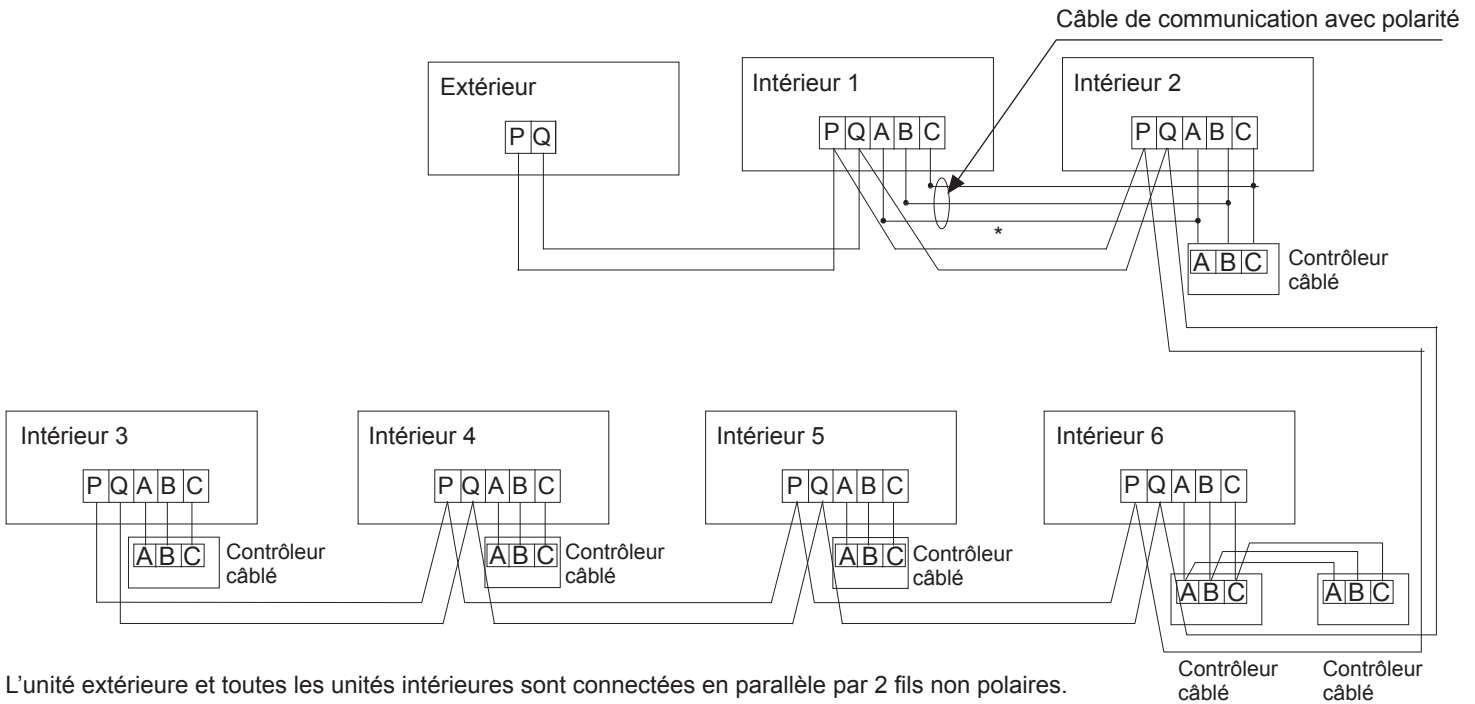 Câble de communication avec polarité
Extérieur
Intérieur 1
Intérieur 2
P Q
P Q A B C
P Q A B C
*
A B C
Contrôleur
câblé
Intérieur 3
Intérieur 4
Intérieur 5
Intérieur 6
P Q A B C
P Q A B C
P Q A B C
P Q A B C
A B C
Contrôleur
câblé
A B C
Contrôleur
câblé
A B C
Contrôleur
câblé
A B C
A B C
Contrôleur
câblé
Contrôleur
câblé
L'unité extérieure et toutes les unités intérieures sont connectées en parallèle par 2 fils non polaires.